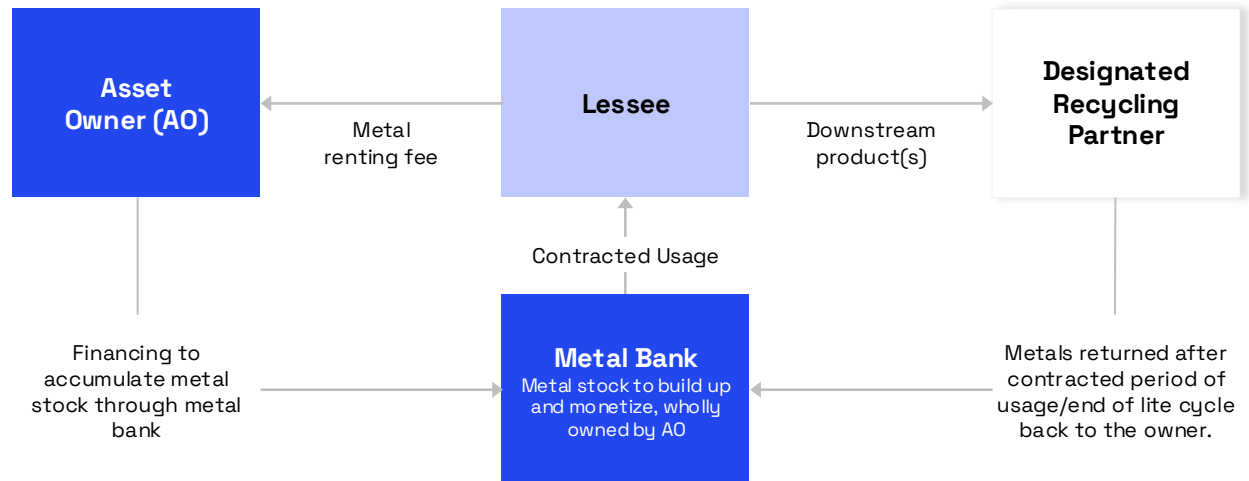 Asset
Owner (AO)
Metal
renting fee
Lessee
Downstream
product(s)
Designated
Recycling
Partner
Contracted Usage
Financing to
accumulate metal
stock through metal
bank
Metal Bank
Metal stock to build up
and monetize, wholly
owned by AO
Metals returned after
contracted period of
usage/end of lite cycle
back to the owner.